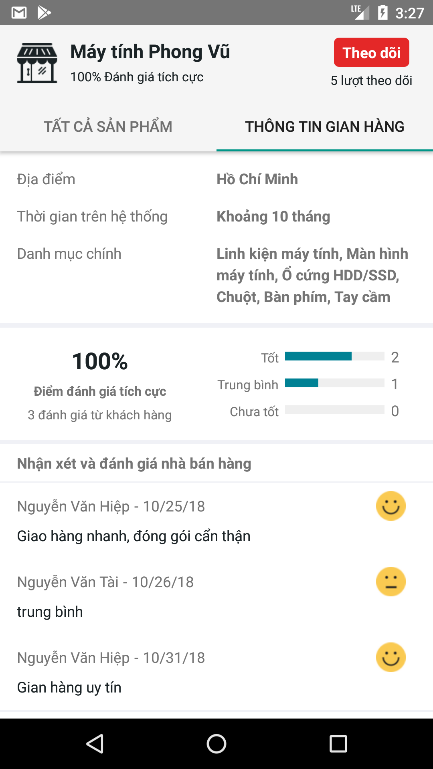 LTE 3:27
Máy tính Phong Vũ
100% Đánh giá tích cực
Theo dõi
5 lượt theo dõi
TẤT CẢ SẢN PHẨM
THÔNG TIN GIAN HÀNG
Địa điểm
Hồ Chí Minh
Thời gian trên hệ thống
Khoảng 10 tháng
Danh mục chính
Linh kiện máy tính, Màn hình
máy tính, Ổ cứng HDD/SSD,
Chuột, Bàn phím, Tay cầm
100%
Điểm đánh giá tích cực
3 đánh giá từ khách hàng
Tốt 2
Trung bình 1
Chưa tốt 0
Nhận xét và đánh giá nhà bán hàng
Nguyễn Văn Hiệp - 10/25/18
Giao hàng nhanh, đóng gói cẩn thận
Nguyễn Văn Tài - 10/26/18
trung bình
Nguyễn Văn Hiệp - 10/31/18
Gian hàng uy tín